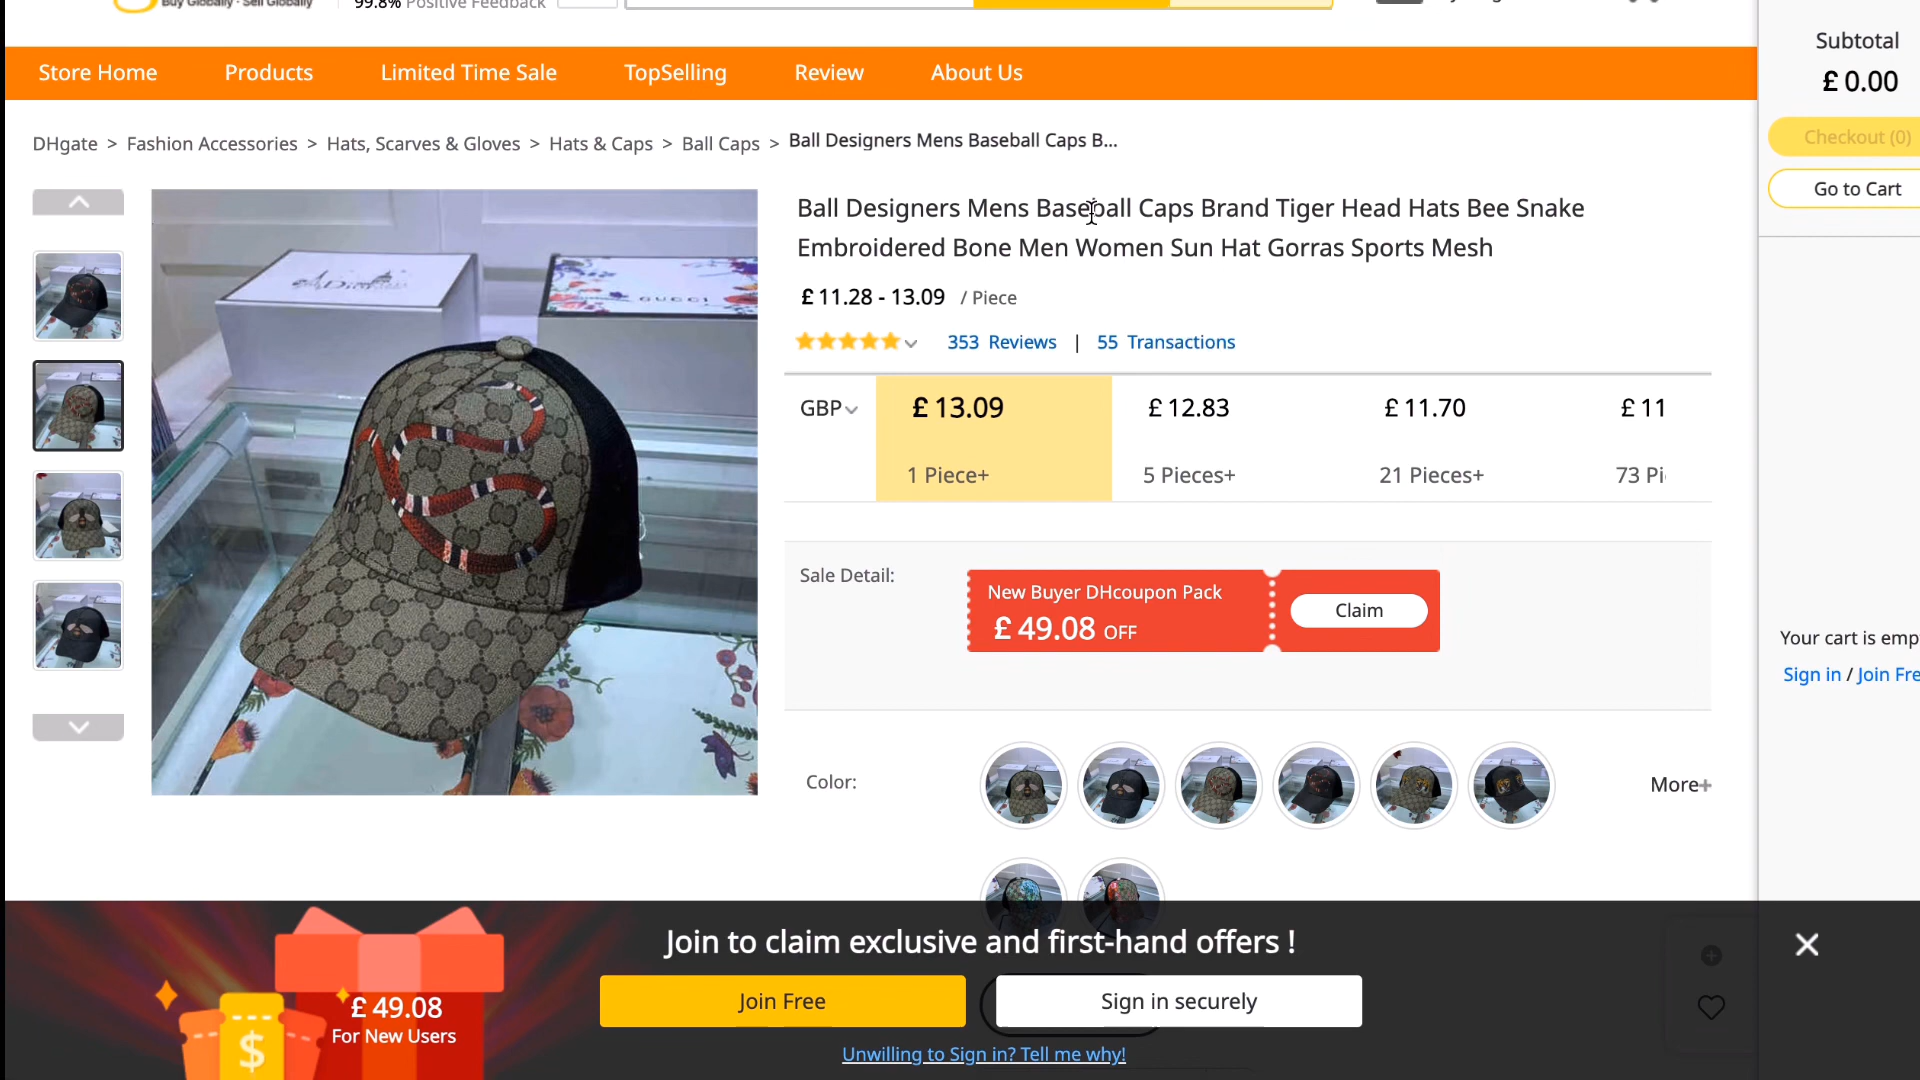 Buy Globally · Sell Globally
99.8% Positive Feedback
Subtotal
£ 0.00
Checkout (0)
Go to Cart
Store Home Products Limited Time Sale TopSelling Review About Us
DHgate > Fashion Accessories > Hats, Scarves & Gloves > Hats & Caps > Ball Caps > Ball Designers Mens Baseball Caps B...
Ball Designers Mens Baseball Caps Brand Tiger Head Hats Bee Snake
Embroidered Bone Men Women Sun Hat Gorras Sports Mesh
£ 11.28 - 13.09 / Piece
353 Reviews | 55 Transactions
GUCCI
GBP £ 13.09 £ 12.83 £ 11.70 £ 11
1 Piece+ 5 Pieces+ 21 Pieces+ 73 Pi
Sale Detail:
New Buyer DHcoupon Pack
£ 49.08 OFF
Claim
Your cart is emp
Sign in / Join Fre
Color:
More+
Join to claim exclusive and first-hand offers !
£ 49.08
For New Users
$
Join Free
Sign in securely
Unwilling to Sign in? Tell me why!